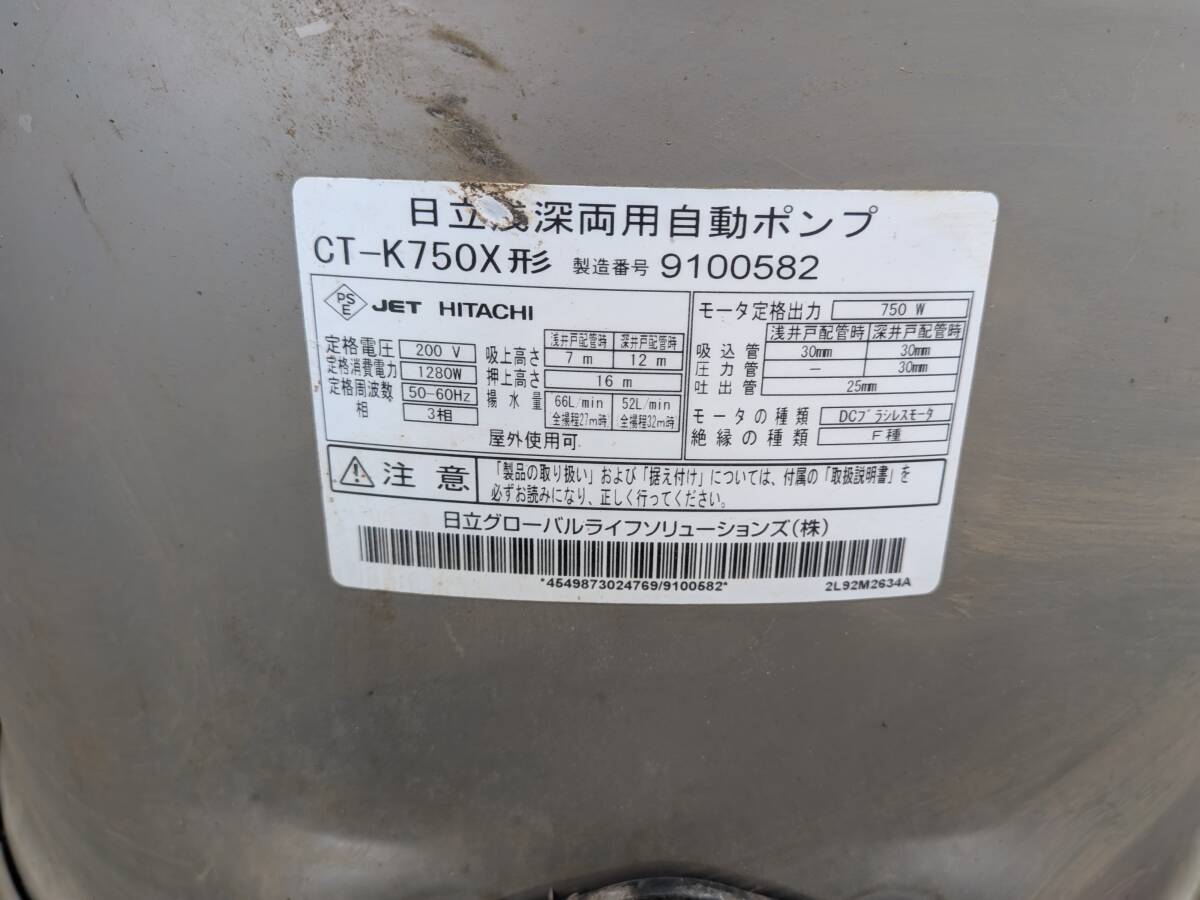 日立浅深両用自動ポンプ
CT-K750X形 製造番号 9100582
PSE JET HITACHI
定格電圧 200 V
定格消費電力 1280W
定格周波数 50-60Hz
相 3相
浅井戸配管時 深井戸配管時
吸上高さ 7 m 12 m
押上高さ 16 m
揚水量 66L/min 52L/min
全揚程27m時 全揚程32m時
屋外使用可
モータ定格出力 750 W
浅井戸配管時 深井戸配管時
吸込管 30mm 30mm
圧力管 － 30mm
吐出管 25mm
モータの種類 DCブラシレスモータ
絶縁の種類 F種
注意
「製品の取り扱い」および「据え付け」については、付属の「取扱説明書」を
必ずお読みになり、正しく行ってください。
日立グローバルライフソリューションズ(株)
*4549873024769/9100582*
2L92M2634A